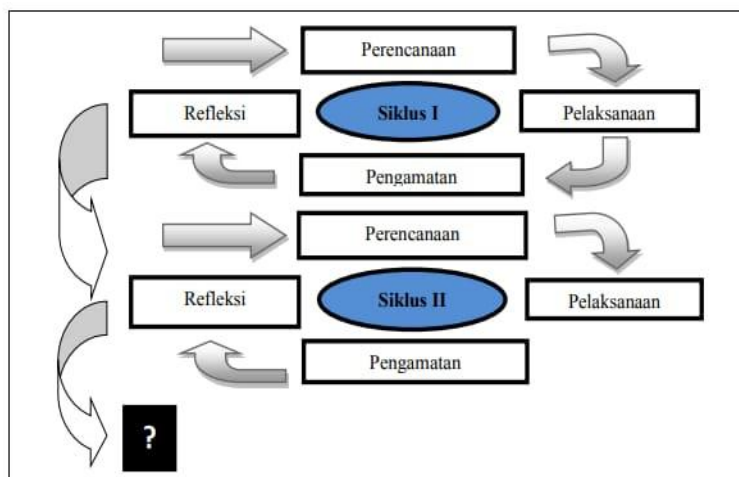 Perencanaan
Refleksi
Siklus I
Pelaksanaan
Pengamatan
Perencanaan
Refleksi
Siklus II
Pelaksanaan
Pengamatan
?